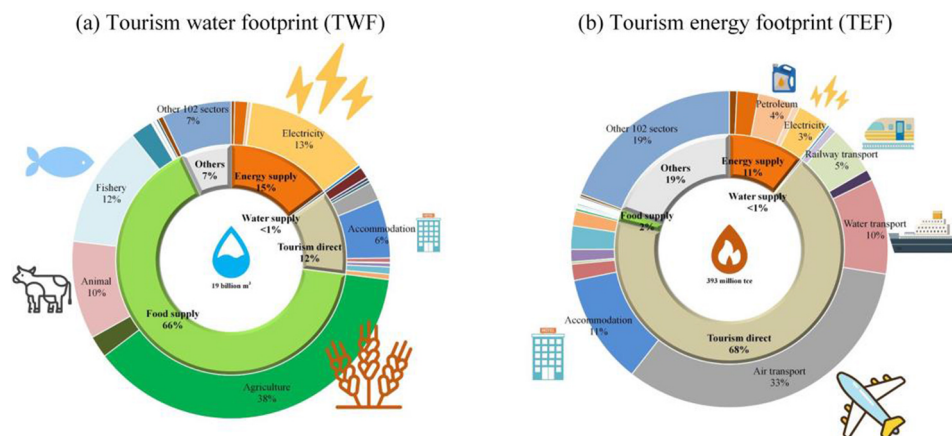 (a) Tourism water footprint (TWF)
Other 102 sectors
7%
Electricity
13%
Others
7%
Energy supply
15%
Fishery
12%
Water supply
<1%
Accommodation
6%
Tourism direct
12%
19 billion m³
Animal
10%
Food supply
66%
Agriculture
38%
(b) Tourism energy footprint (TEF)
Petroleum
4%
Electricity
3%
Other 102 sectors
19%
Others
19%
Energy supply
11%
Railway transport
5%
Water supply
<1%
Food supply
2%
Water transport
10%
393 million tce
Accommodation
11%
Tourism direct
68%
Air transport
33%